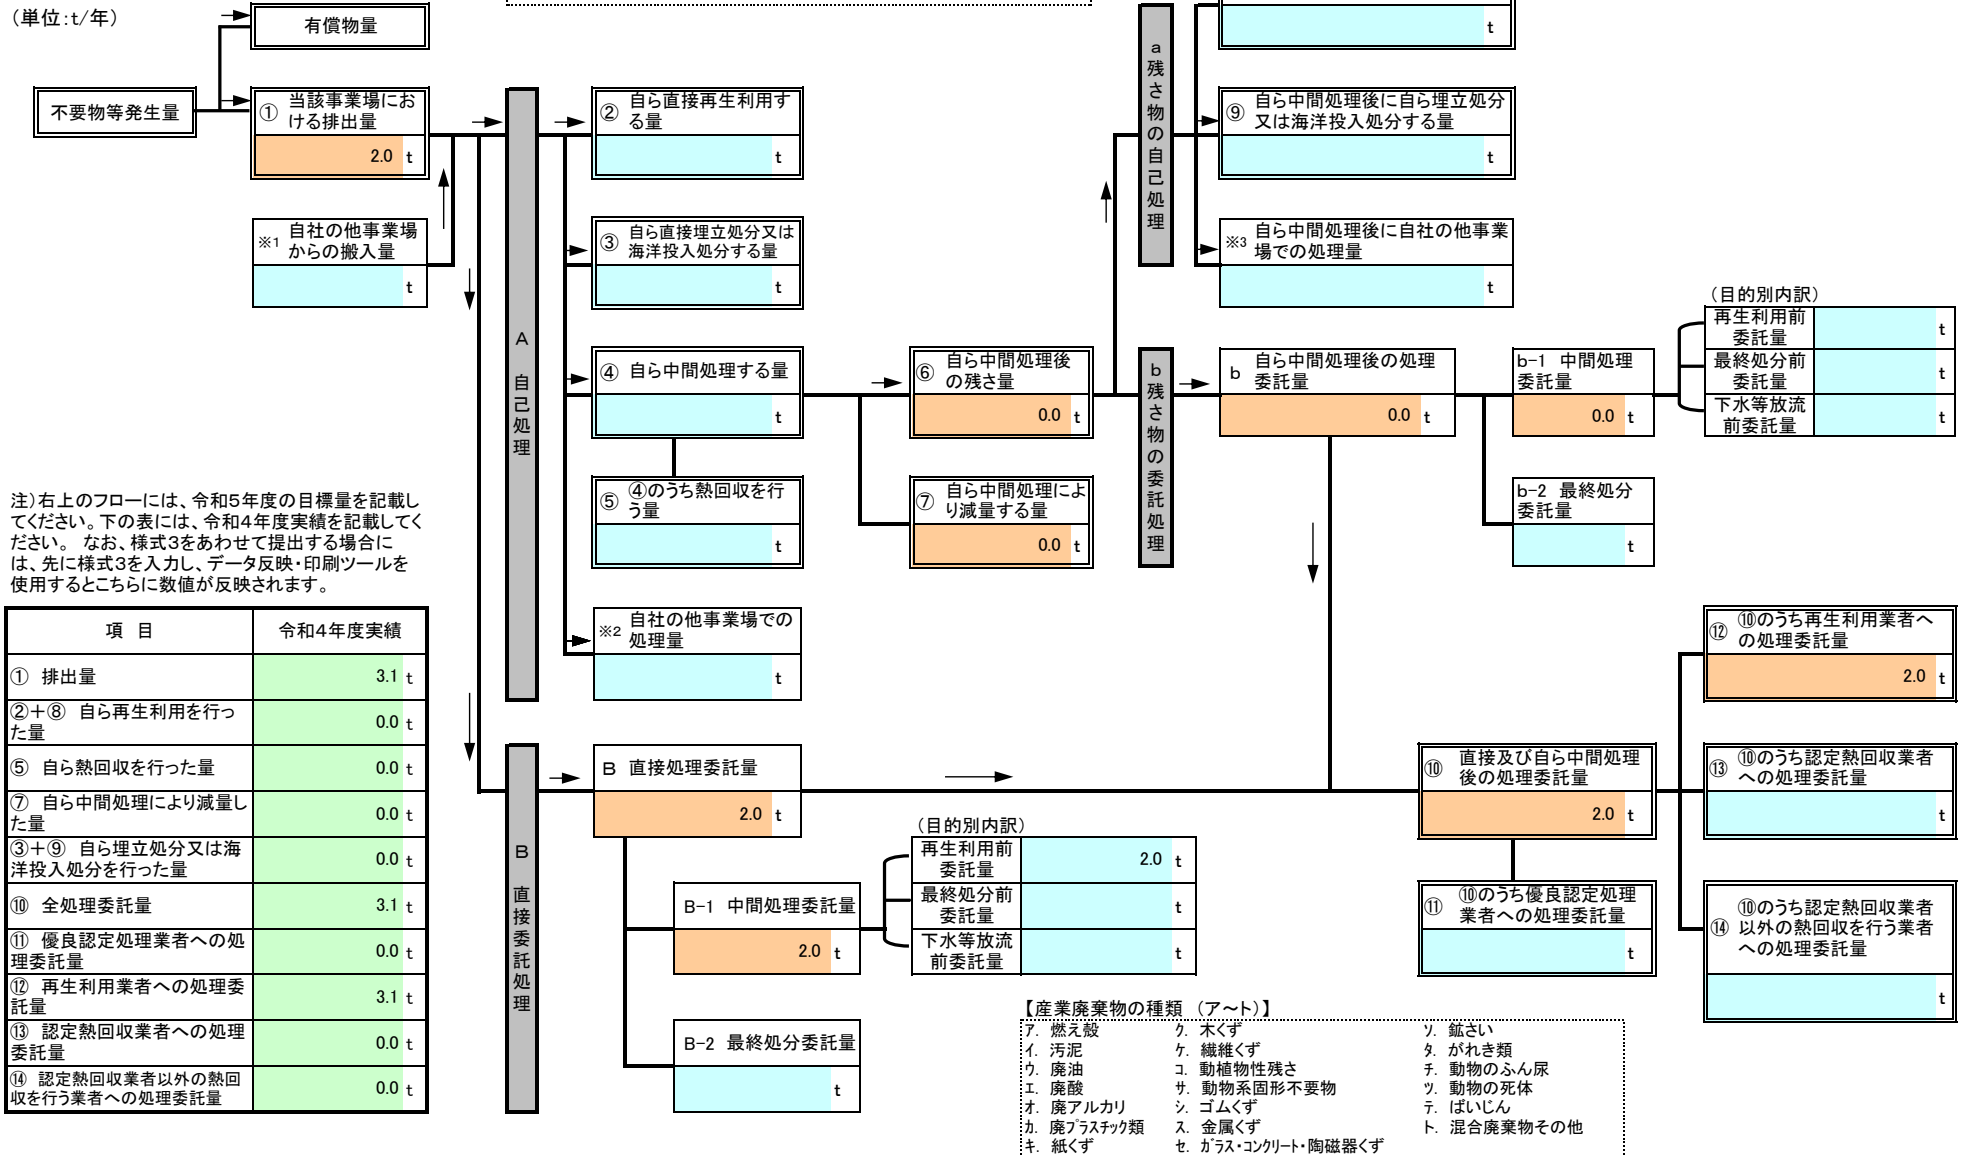 (単位:t/年)
有償物量
t
不要物等発生量
① 当該事業場にお
ける排出量
2.0 t
※1 自社の他事業場
からの搬入量
t
A 自己処理
② 自ら直接再生利用す
る量
t
③ 自ら直接埋立処分又は
海洋投入処分する量
t
④ 自ら中間処理する量
t
⑤ ④のうち熱回収を行
う量
t
※2 自社の他事業場での
処理量
t
⑥ 自ら中間処理後
の残さ量
0.0 t
⑦ 自ら中間処理によ
り減量する量
0.0 t
a 残さ物の自己処理
⑨ 自ら中間処理後に自ら埋立処分
又は海洋投入処分する量
t
※3 自ら中間処理後に自社の他事業
場での処理量
t
b 残さ物の委託処理
b 自ら中間処理後の処理
委託量
0.0 t
b-1 中間処理
委託量
0.0 t
(目的別内訳)
再生利用前
委託量
t
最終処分前
委託量
t
下水等放流
前委託量
t
b-2 最終処分
委託量
t
注)右上のフローには、令和5年度の目標量を記載し
てください。下の表には、令和4年度実績を記載してく
ださい。 なお、様式3をあわせて提出する場合に
は、先に様式3を入力し、データ反映・印刷ツールを
使用するとこちらに数値が反映されます。
項 目 令和4年度実績
① 排出量 3.1 t
②+⑧ 自ら再生利用を行っ
た量 0.0 t
⑤ 自ら熱回収を行った量 0.0 t
⑦ 自ら中間処理により減量し
た量 0.0 t
③+⑨ 自ら埋立処分又は海
洋投入処分を行った量 0.0 t
⑩ 全処理委託量 3.1 t
⑪ 優良認定処理業者への処
理委託量 0.0 t
⑫ 再生利用業者への処理委
託量 3.1 t
⑬ 認定熱回収業者への処理
委託量 0.0 t
⑭ 認定熱回収業者以外の熱回
収を行う業者への処理委託量 0.0 t
B 直接委託処理
B 直接処理委託量
2.0 t
B-1 中間処理委託量
2.0 t
(目的別内訳)
再生利用前
委託量
2.0 t
最終処分前
委託量
t
下水等放流
前委託量
t
B-2 最終処分委託量
t
⑩ 直接及び自ら中間処理
後の処理委託量
2.0 t
⑪ ⑩のうち優良認定処理
業者への処理委託量
t
⑫ ⑩のうち再生利用業者へ
の処理委託量
2.0 t
⑬ ⑩のうち認定熱回収業者
への処理委託量
t
⑭ ⑩のうち認定熱回収業者
以外の熱回収を行う業者
への処理委託量
t
【産業廃棄物の種類 (ア~ト)】
ア. 燃え殻 ク. 木くず ソ. 鉱さい
イ. 汚泥 ケ. 繊維くず タ. がれき類
ウ. 廃油 コ. 動植物性残さ チ. 動物のふん尿
エ. 廃酸 サ. 動物系固形不要物 ツ. 動物の死体
オ. 廃アルカリ シ. ゴムくず テ. ばいじん
カ. 廃プラスチック類 ス. 金属くず ト. 混合廃棄物その他
キ. 紙くず セ. ガラス・コンクリート・陶磁器くず